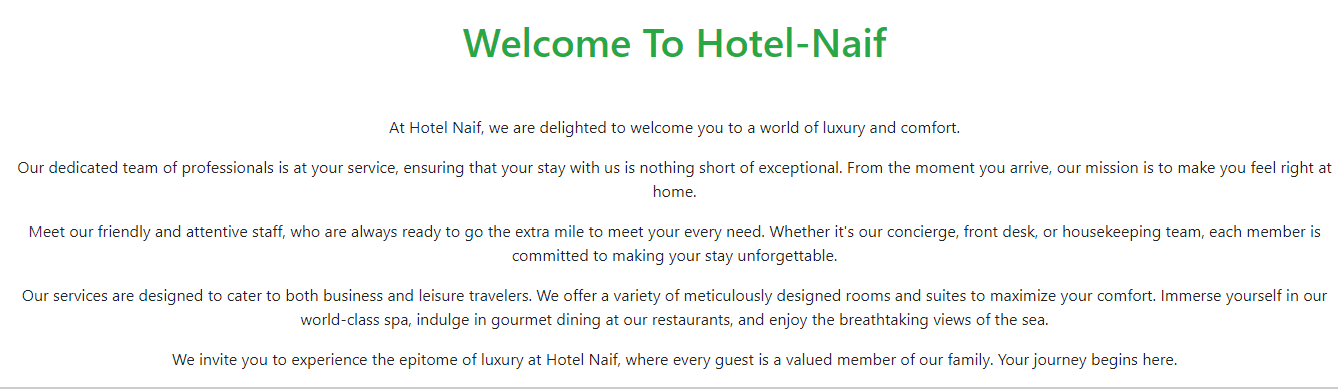 Welcome To Hotel-Naif
At Hotel Naif, we are delighted to welcome you to a world of luxury and comfort.
Our dedicated team of professionals is at your service, ensuring that your stay with us is nothing short of exceptional. From the moment you arrive, our mission is to make you feel right at
home.
Meet our friendly and attentive staff, who are always ready to go the extra mile to meet your every need. Whether it's our concierge, front desk, or housekeeping team, each member is
committed to making your stay unforgettable.
Our services are designed to cater to both business and leisure travelers. We offer a variety of meticulously designed rooms and suites to maximize your comfort. Immerse yourself in our
world-class spa, indulge in gourmet dining at our restaurants, and enjoy the breathtaking views of the sea.
We invite you to experience the epitome of luxury at Hotel Naif, where every guest is a valued member of our family. Your journey begins here.